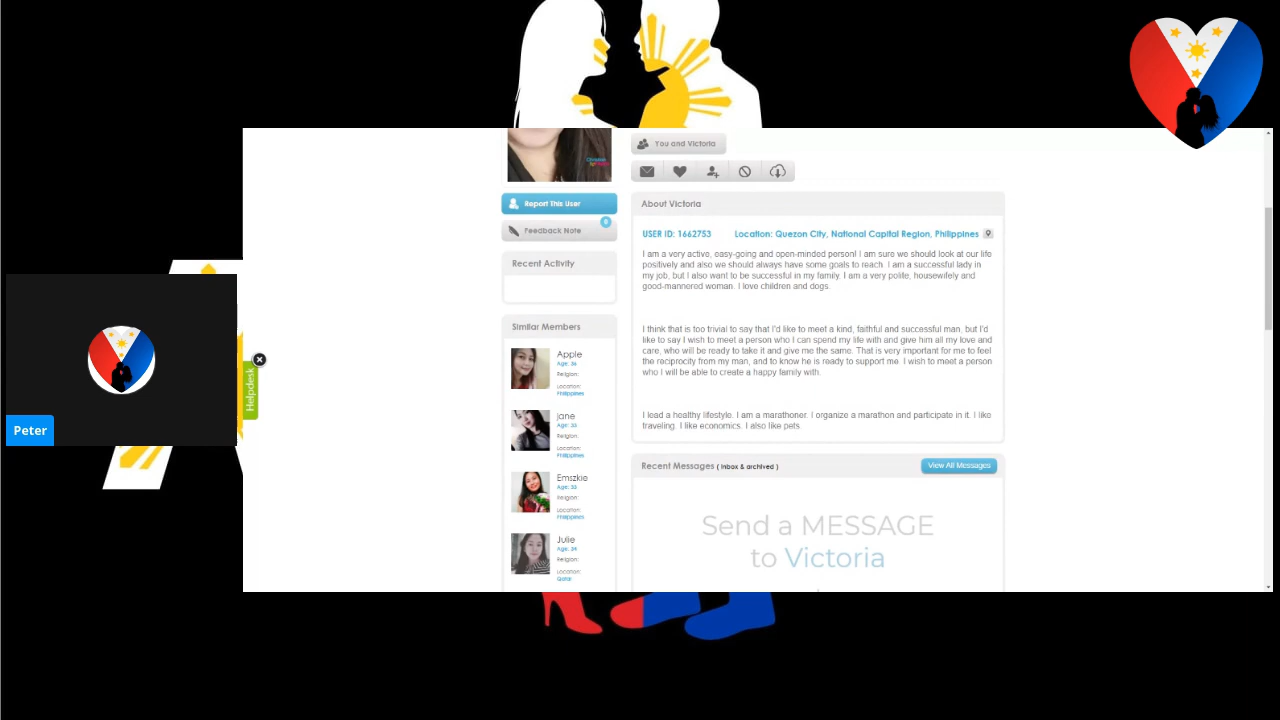 You and Victoria
Report This User
0
Feedback Note
Recent Activity
Similar Members
Apple
Age: 36
Religion:
Location:
Philippines
jane
Age: 35
Religion:
Location:
Philippines
Emszkie
Age: 35
Religion:
Location:
Philippines
Julie
Age: 34
Religion:
Location:
Qatar
About Victoria
USER ID: 1662753 Location: Quezon City, National Capital Region, Philippines
I am a very active, easy-going and open-minded person! I am sure we should look at our life
positively and also we should always have some goals to reach. I am a successful lady in
my job, but I also want to be successful in my family. I am a very polite, housewifely and
good-mannered woman. I love children and dogs.
I think that is too trivial to say that I'd like to meet a kind, faithful and successful man, but I'd
like to say I wish to meet a person who I can spend my life with and give him all my love and
care, who will be ready to take it and give me the same. That is very important for me to feel
the reciprocity from my man, and to know he is ready to support me. I wish to meet a person
who I will be able to create a happy family with.
I lead a healthy lifestyle. I am a marathoner. I organize a marathon and participate in it. I like
traveling. I like economics. I also like pets.
Recent Messages ( Inbox & archived )
View All Messages
Send a MESSAGE
to Victoria
Helpdesk
Peter